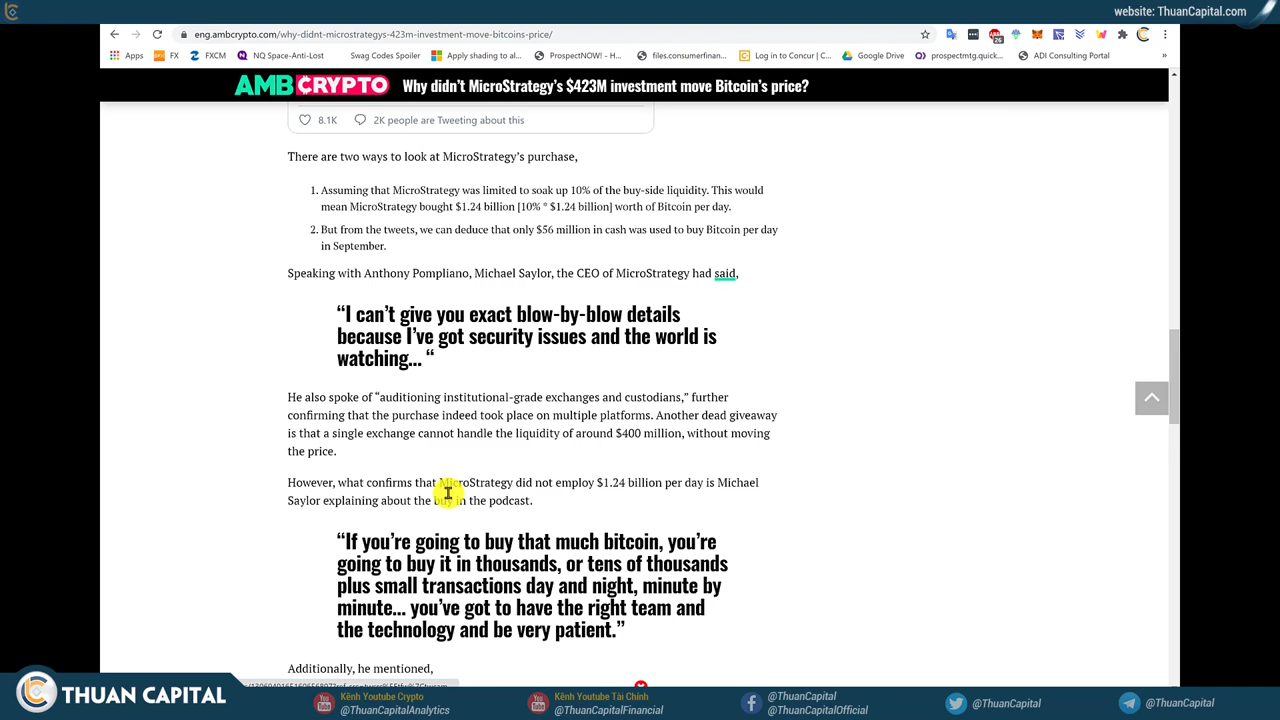 website: ThuanCapital.com
eng.ambcrypto.com/why-didnt-microstrategys-423m-investment-move-bitcoins-price/
26
Apps
FX
FXCM
NQ Space-Anti-Lost
Swag Codes Spoiler
Apply shading to al...
ProspectNOW! - H...
files.consumerfinan...
Log in to Concur | C...
Google Drive
prospectmtg.quick...
ADI Consulting Portal
»
AMBCRYPTO Why didn't MicroStrategy's $423M investment move Bitcoin's price?
8.1K 2K people are Tweeting about this
There are two ways to look at MicroStrategy's purchase,
1. Assuming that MicroStrategy was limited to soak up 10% of the buy-side liquidity. This would
mean MicroStrategy bought $1.24 billion [10% * $1.24 billion] worth of Bitcoin per day.
2. But from the tweets, we can deduce that only $56 million in cash was used to buy Bitcoin per day
in September.
Speaking with Anthony Pompliano, Michael Saylor, the CEO of MicroStrategy had said,
“I can’t give you exact blow-by-blow details
because I’ve got security issues and the world is
watching… “
He also spoke of “auditioning institutional-grade exchanges and custodians,” further
confirming that the purchase indeed took place on multiple platforms. Another dead giveaway
is that a single exchange cannot handle the liquidity of around $400 million, without moving
the price.
However, what confirms that MicroStrategy did not employ $1.24 billion per day is Michael
Saylor explaining about the buy in the podcast.
“If you’re going to buy that much bitcoin, you’re
going to buy it in thousands, or tens of thousands
plus small transactions day and night, minute by
minute… you’ve got to have the right team and
the technology and be very patient.”
Additionally, he mentioned,
THUAN CAPITAL
You Tube
Kênh Youtube Crypto
@ThuanCapitalAnalytics
You Tube
Kênh Youtube Tài Chính
@ThuanCapitalFinancial
@ThuanCapital
@ThuanCapitalOfficial
@ThuanCapital
@ThuanCapital